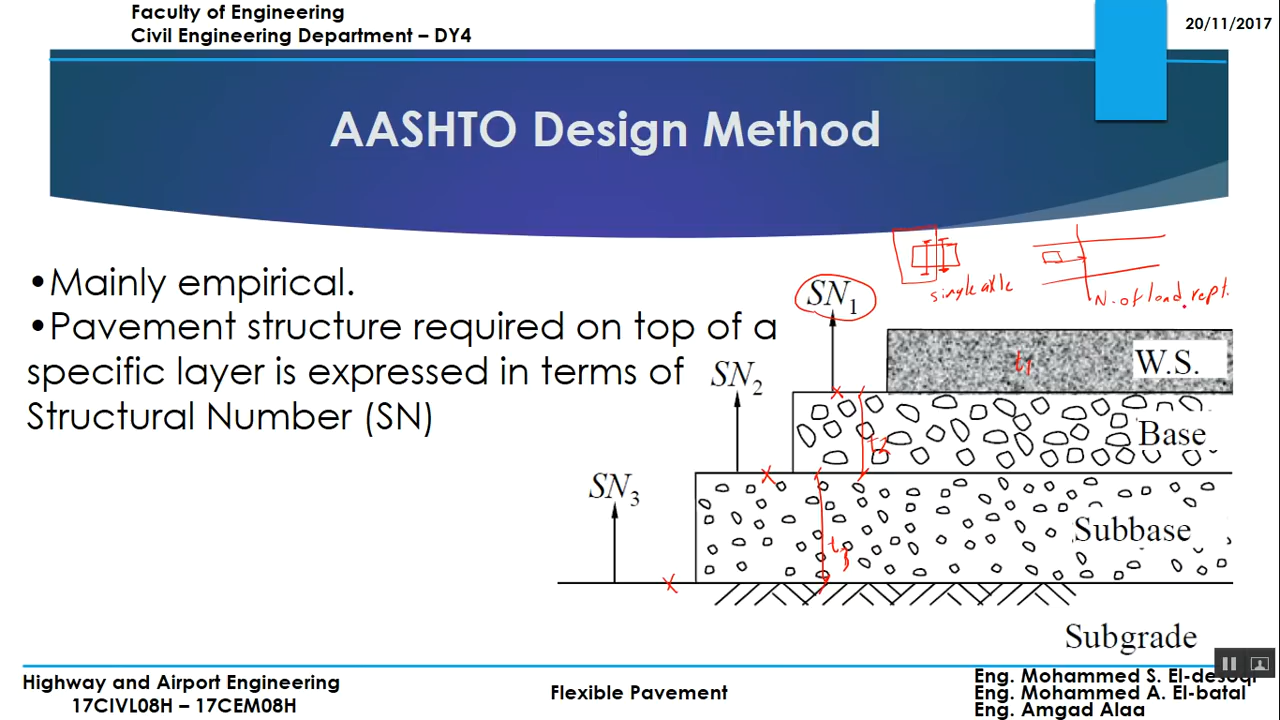 Faculty of Engineering
Civil Engineering Department – DY4
20/11/2017
AASHTO Design Method
•Mainly empirical.
•Pavement structure required on top of a
specific layer is expressed in terms of
Structural Number (SN)
single axle
N. of load rept.
SN1
t1
W.S.
SN2
t2
Base
SN3
t3
Subbase
Subgrade
Highway and Airport Engineering
17CIVL08H – 17CEM08H
Flexible Pavement
Eng. Mohammed S. El-desuqi
Eng. Mohammed A. El-batal
Eng. Amgad Alaa